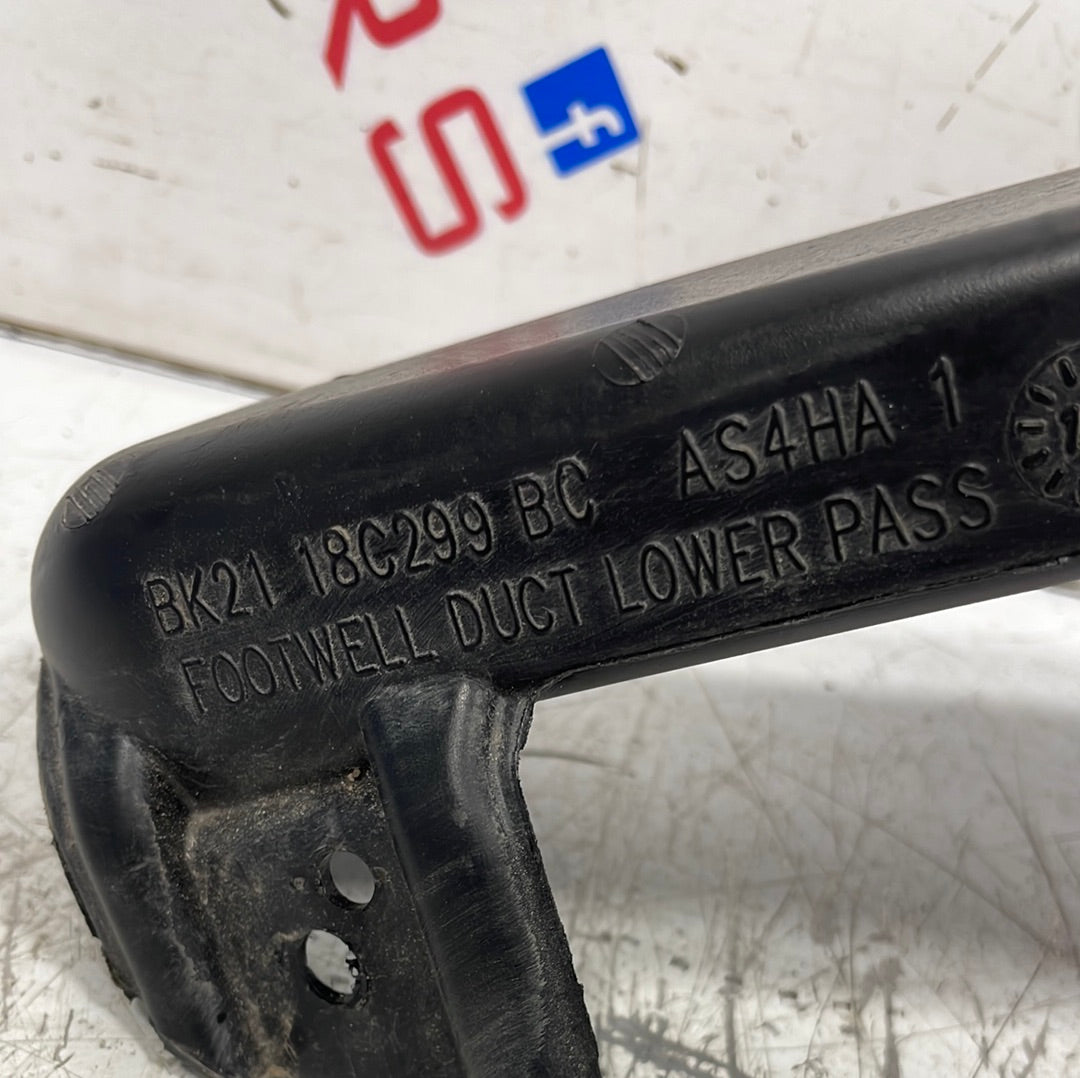 S f
BK21 18C299 BC AS4HA 1
FOOTWELL DUCT LOWER PASS